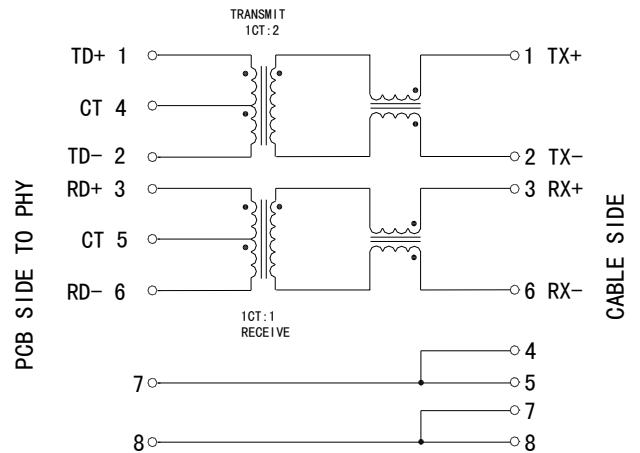 TRANSMIT
1CT:2
TD+ 1
1 TX+
CT 4
TD- 2
2 TX-
RD+ 3
3 RX+
CT 5
RD- 6
6 RX-
1CT:1
RECEIVE
PCB SIDE TO PHY
CABLE SIDE
4
7
5
7
8
8